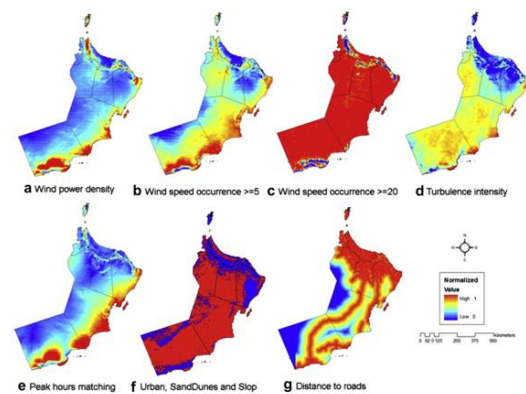 a Wind power density
b Wind speed occurrence >=5
c Wind speed occurrence >=20
d Turbulence intensity
e Peak hours matching
f Urban, SandDunes and Slop
g Distance to roads
N
Normalized
Value
High : 1
Low : 0
Kilometers